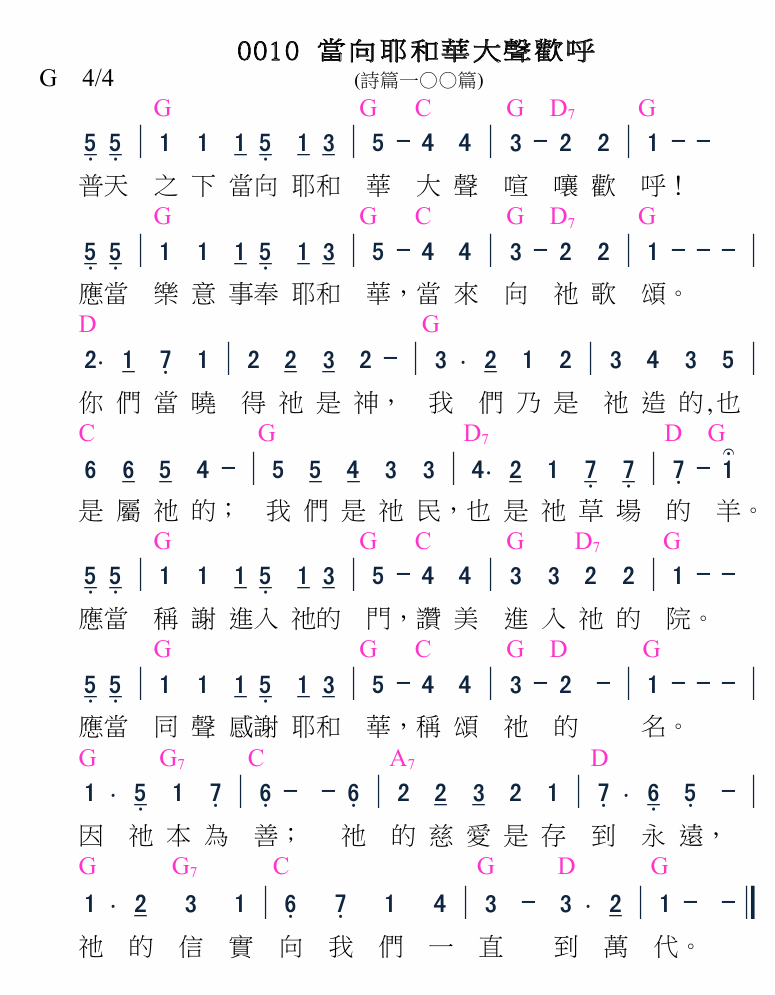 0010 當向耶和華大聲歡呼
G 4/4 (詩篇一〇〇篇)
G G C G D7 G
5 5 | 1 1 1 5 1 3 | 5 – 4 4 | 3 – 2 2 | 1 – –
普天 之 下 當向 耶和 華 大 聲 喧 嚷 歡 呼!
G G C G D7 G
5 5 | 1 1 1 5 1 3 | 5 – 4 4 | 3 – 2 2 | 1 – – – |
應當 樂 意 事奉 耶和 華,當 來 向 祂 歌 頌。
D G
2. 1 7 1 | 2 2 3 2 – | 3 . 2 1 2 | 3 4 3 5 |
你 們 當 曉 得 祂 是 神, 我 們 乃 是 祂 造 的,也
C G D7 D G
6 6 5 4 – | 5 5 4 3 3 | 4. 2 1 7 7 | 7 – 1
是 屬 祂 的; 我 們 是 祂 民,也 是 祂 草 場 的 羊。
G G C G D7 G
5 5 | 1 1 1 5 1 3 | 5 – 4 4 | 3 3 2 2 | 1 – –
應當 稱 謝 進入 祂的 門,讚 美 進 入 祂 的 院。
G G C G D G
5 5 | 1 1 1 5 1 3 | 5 – 4 4 | 3 – 2 – | 1 – – – |
應當 同 聲 感謝 耶和 華,稱 頌 祂 的 名。
G G7 C A7 D
1 . 5 1 7 | 6 – – 6 | 2 2 3 2 1 | 7 . 6 5 – |
因 祂 本 為 善; 祂 的 慈 愛 是 存 到 永 遠,
G G7 C G D G
1 . 2 3 1 | 6 7 1 4 | 3 – 3 . 2 | 1 – – ||
祂 的 信 實 向 我 們 一 直 到 萬 代。